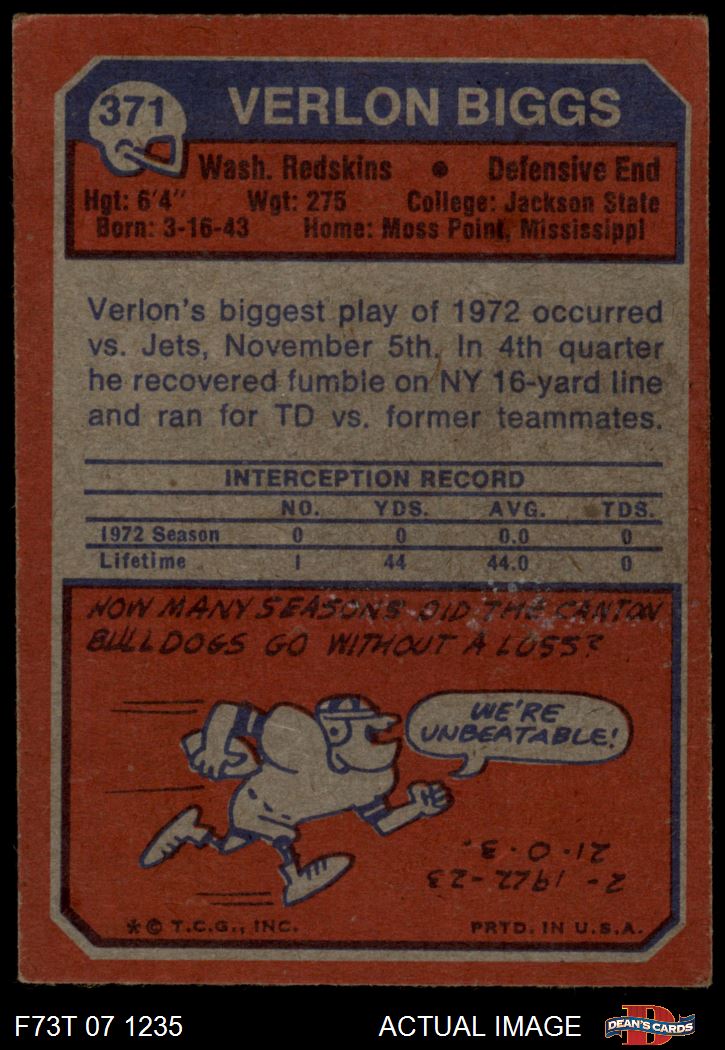 371 VERLON BIGGS
Wash. Redskins • Defensive End
Hgt: 6'4" Wgt: 275 College: Jackson State
Born: 3-16-43 Home: Moss Point, Mississippi
Verlon's biggest play of 1972 occurred
vs. Jets, November 5th. In 4th quarter
he recovered fumble on NY 16-yard line
and ran for TD vs. former teammates.
INTERCEPTION RECORD
NO. YDS. AVG. TDS.
1972 Season 0 0 0.0 0
Lifetime 1 44 44.0 0
HOW MANY SEASONS DID THE CANTON
BULLDOGS GO WITHOUT A LOSS?
WE'RE
UNBEATABLE!
2- 1922-23
21-0-3.
* © T.C.G., INC. PRTD. IN U.S.A.
F73T 07 1235 ACTUAL IMAGE DEAN'S CARDS